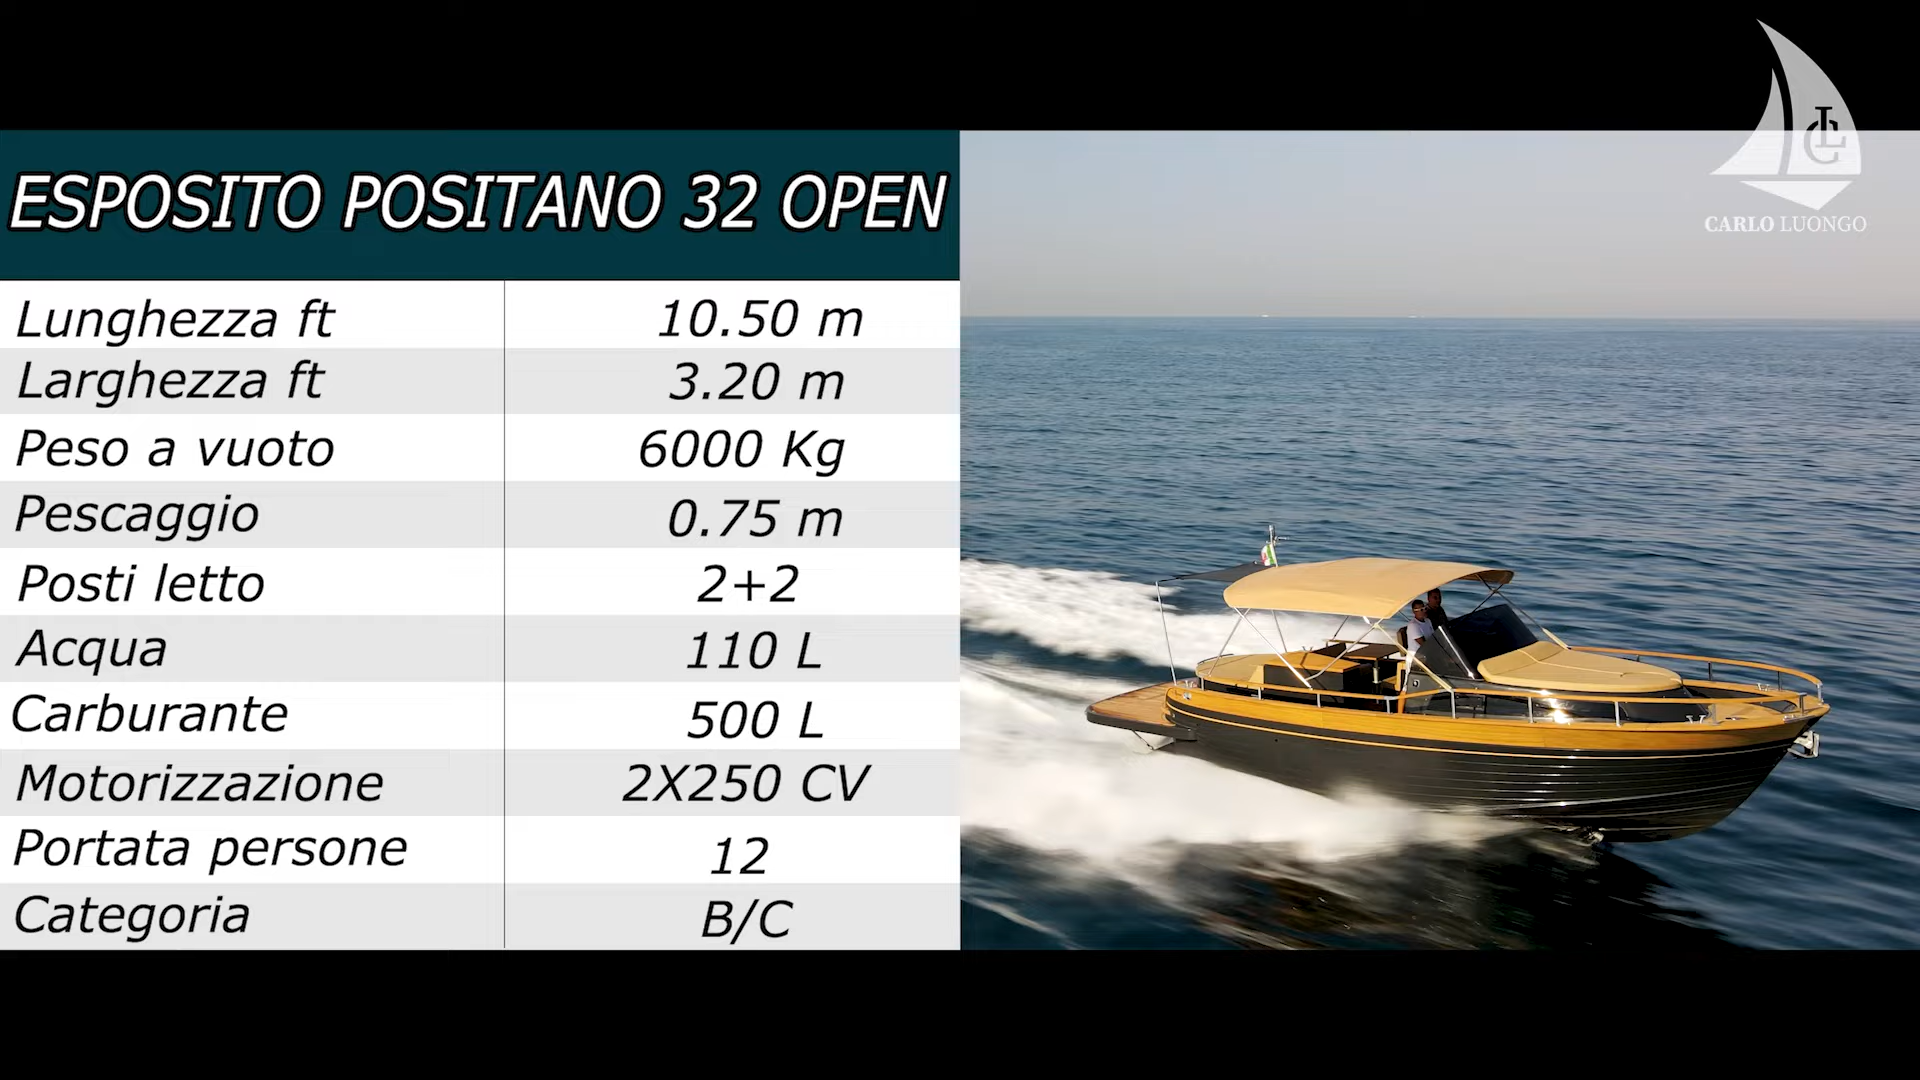 LC
CARLO LUONGO
ESPOSITO POSITANO 32 OPEN
Lunghezza ft 10.50 m
Larghezza ft 3.20 m
Peso a vuoto 6000 Kg
Pescaggio 0.75 m
Posti letto 2+2
Acqua 110 L
Carburante 500 L
Motorizzazione 2X250 CV
Portata persone 12
Categoria B/C